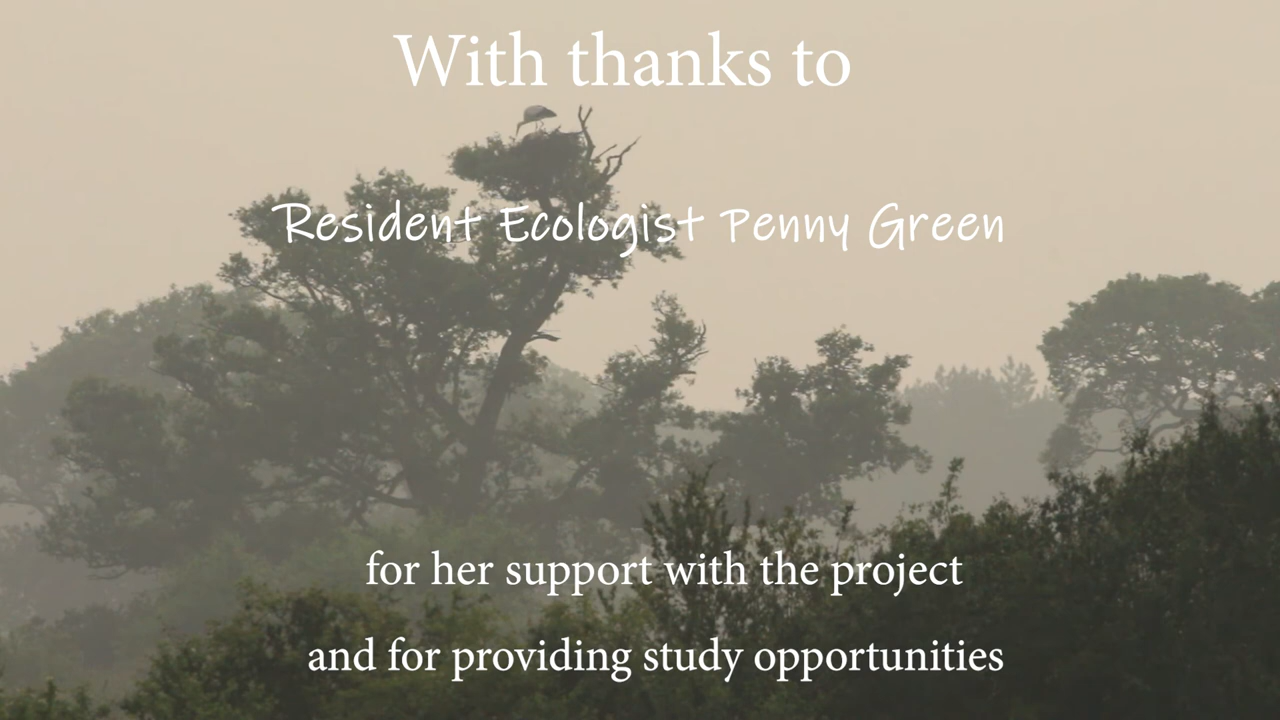 With thanks to
Resident Ecologist Penny Green
for her support with the project
and for providing study opportunities